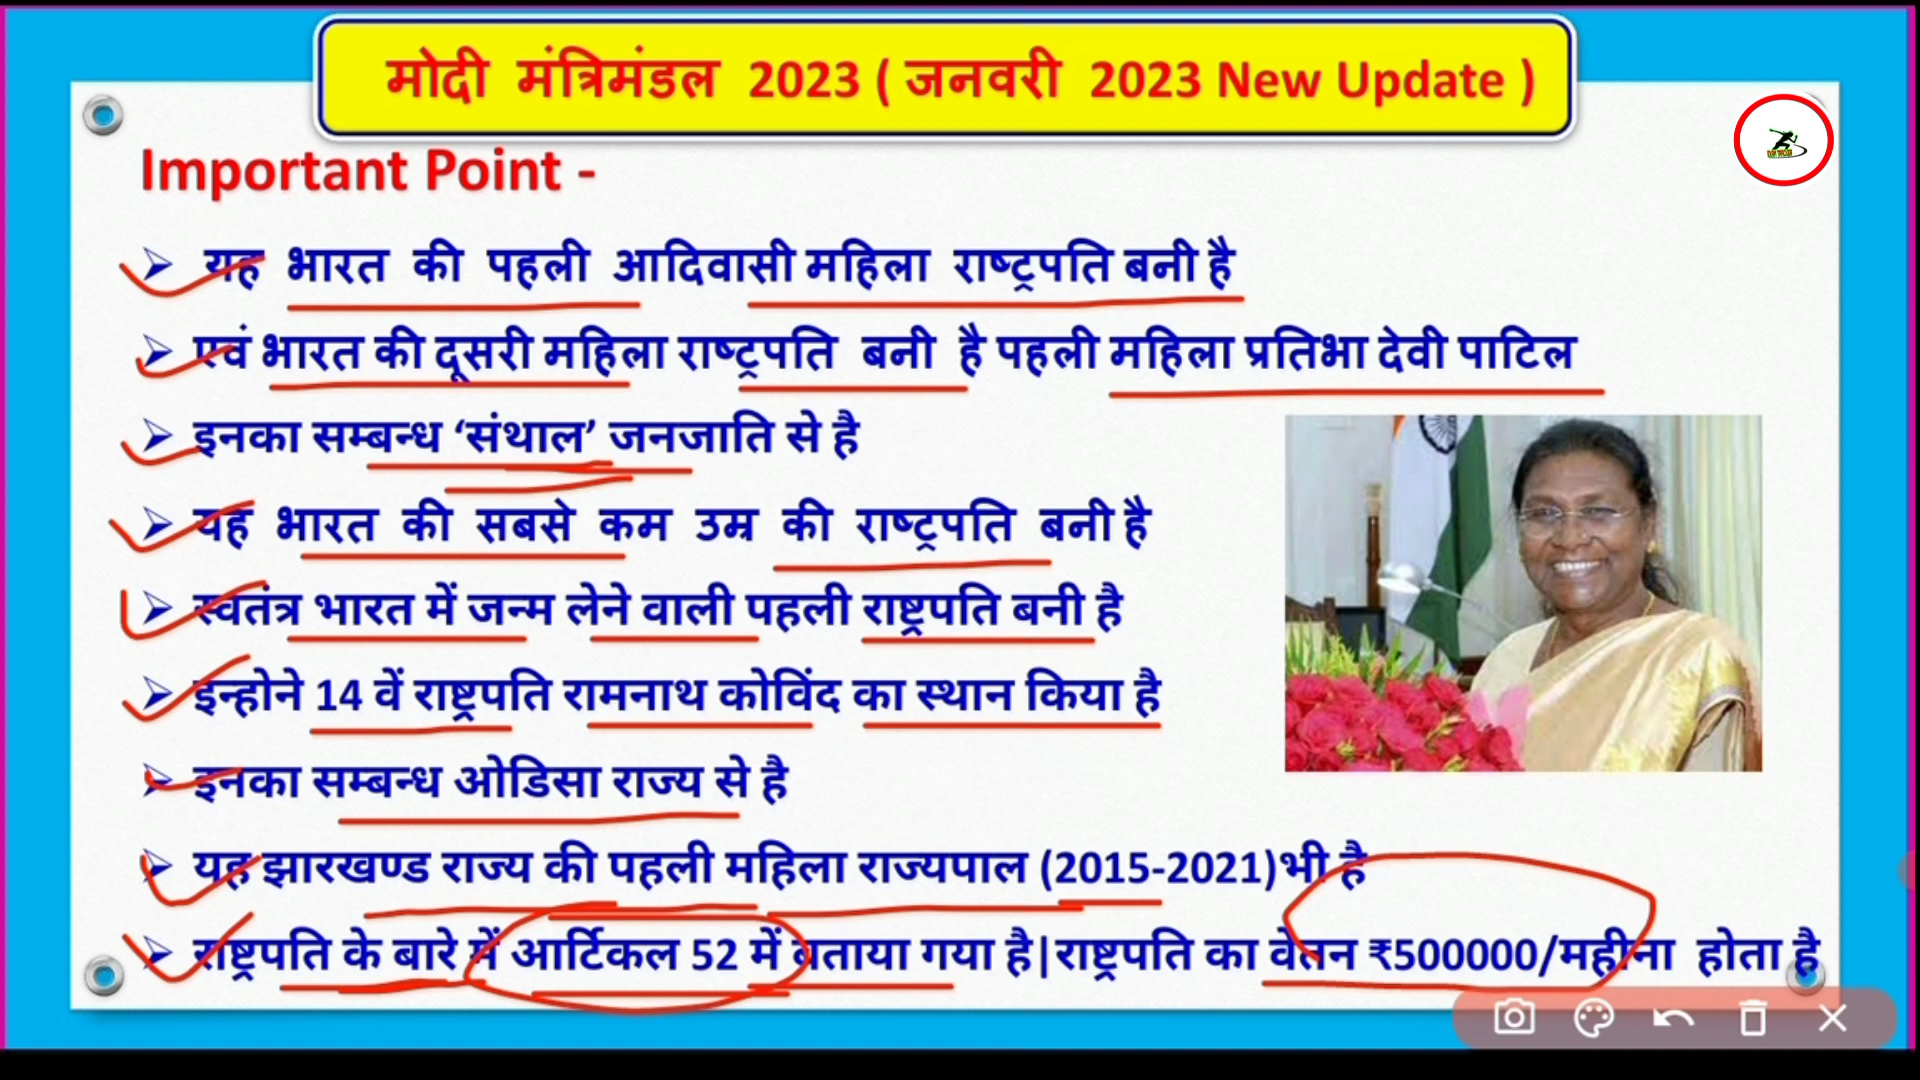 मोदी मंत्रिमंडल 2023 ( जनवरी 2023 New Update )
Important Point -
यह भारत की पहली आदिवासी महिला राष्ट्रपति बनी है
एवं भारत की दूसरी महिला राष्ट्रपति बनी है पहली महिला प्रतिभा देवी पाटिल
इनका सम्बन्ध ‘संथाल’ जनजाति से है
यह भारत की सबसे कम उम्र की राष्ट्रपति बनी है
स्वतंत्र भारत में जन्म लेने वाली पहली राष्ट्रपति बनी है
इन्होने 14 वें राष्ट्रपति रामनाथ कोविंद का स्थान किया है
इनका सम्बन्ध ओडिसा राज्य से है
यह झारखण्ड राज्य की पहली महिला राज्यपाल (2015-2021)भी है
राष्ट्रपति के बारे में आर्टिकल 52 में बताया गया है|राष्ट्रपति का वेतन ₹500000/महीना होता है